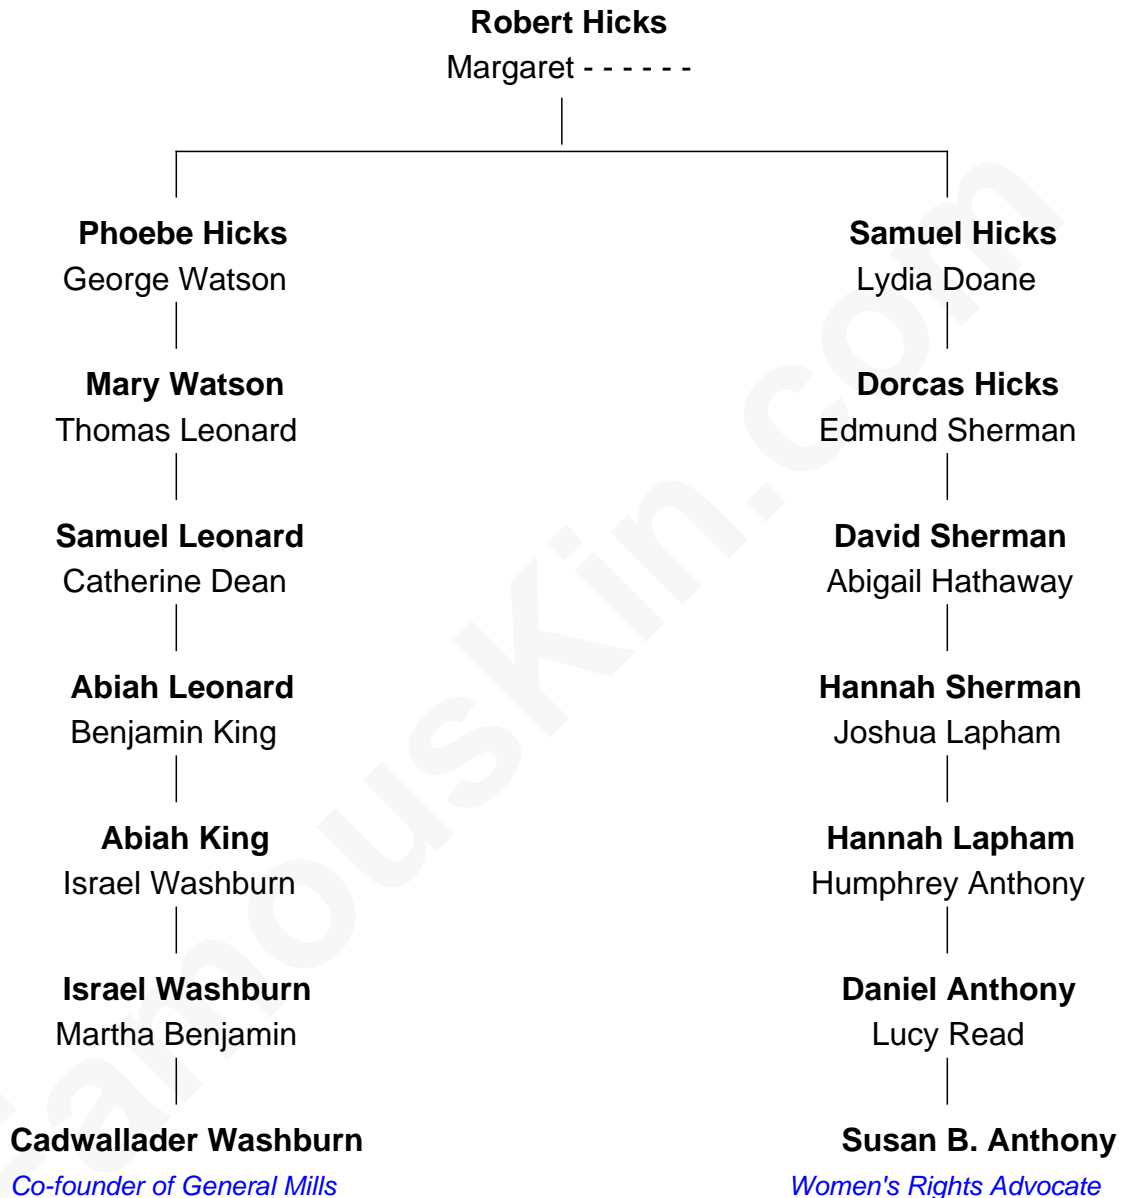 Robert Hicks
Margaret - - - - - -
Phoebe Hicks
George Watson
Samuel Hicks
Lydia Doane
Mary Watson
Thomas Leonard
Dorcas Hicks
Edmund Sherman
Samuel Leonard
Catherine Dean
David Sherman
Abigail Hathaway
Abiah Leonard
Benjamin King
Hannah Sherman
Joshua Lapham
Abiah King
Israel Washburn
Hannah Lapham
Humphrey Anthony
Israel Washburn
Martha Benjamin
Daniel Anthony
Lucy Read
Cadwallader Washburn
Co-founder of General Mills
Susan B. Anthony
Women's Rights Advocate
FamousKin.com